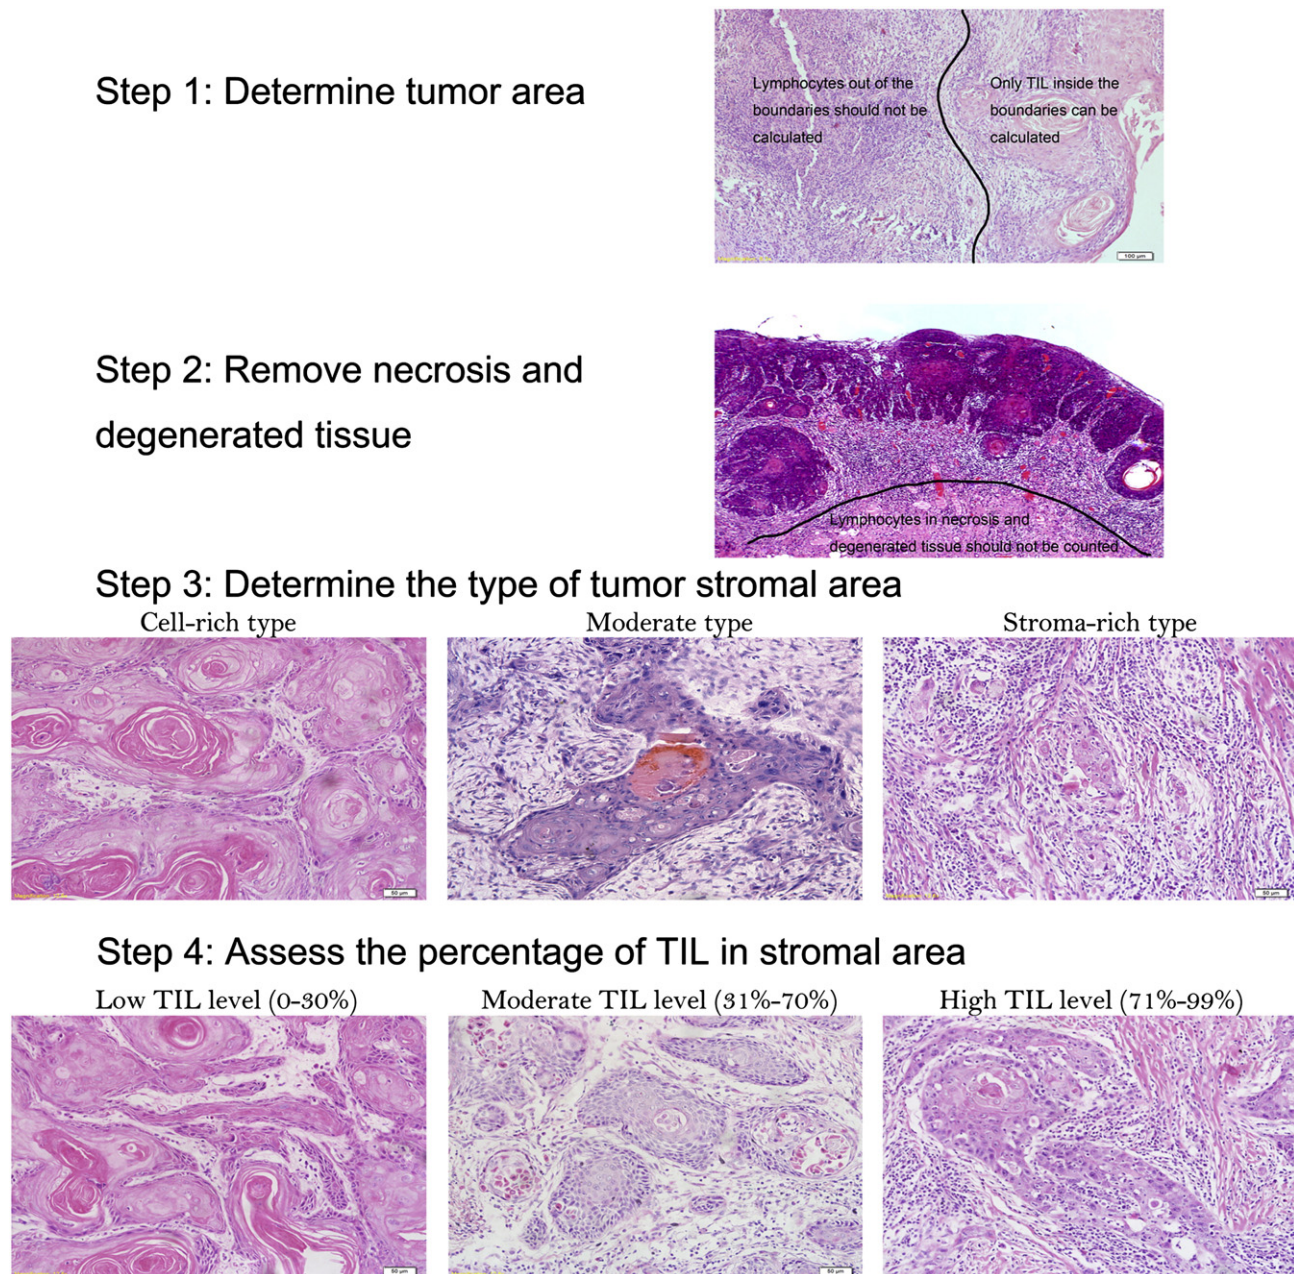 Step 1: Determine tumor area
Lymphocytes out of the
boundaries should not be
calculated
Only TIL inside the
boundaries can be
calculated
100 μm
Step 2: Remove necrosis and
degenerated tissue
Lymphocytes in necrosis and
degenerated tissue should not be counted
Step 3: Determine the type of tumor stromal area
Cell-rich type
Moderate type
Stroma-rich type
50 μm
50 μm
Step 4: Assess the percentage of TIL in stromal area
Low TIL level (0-30%)
Moderate TIL level (31%-70%)
High TIL level (71%-99%)
50 μm
50 μm